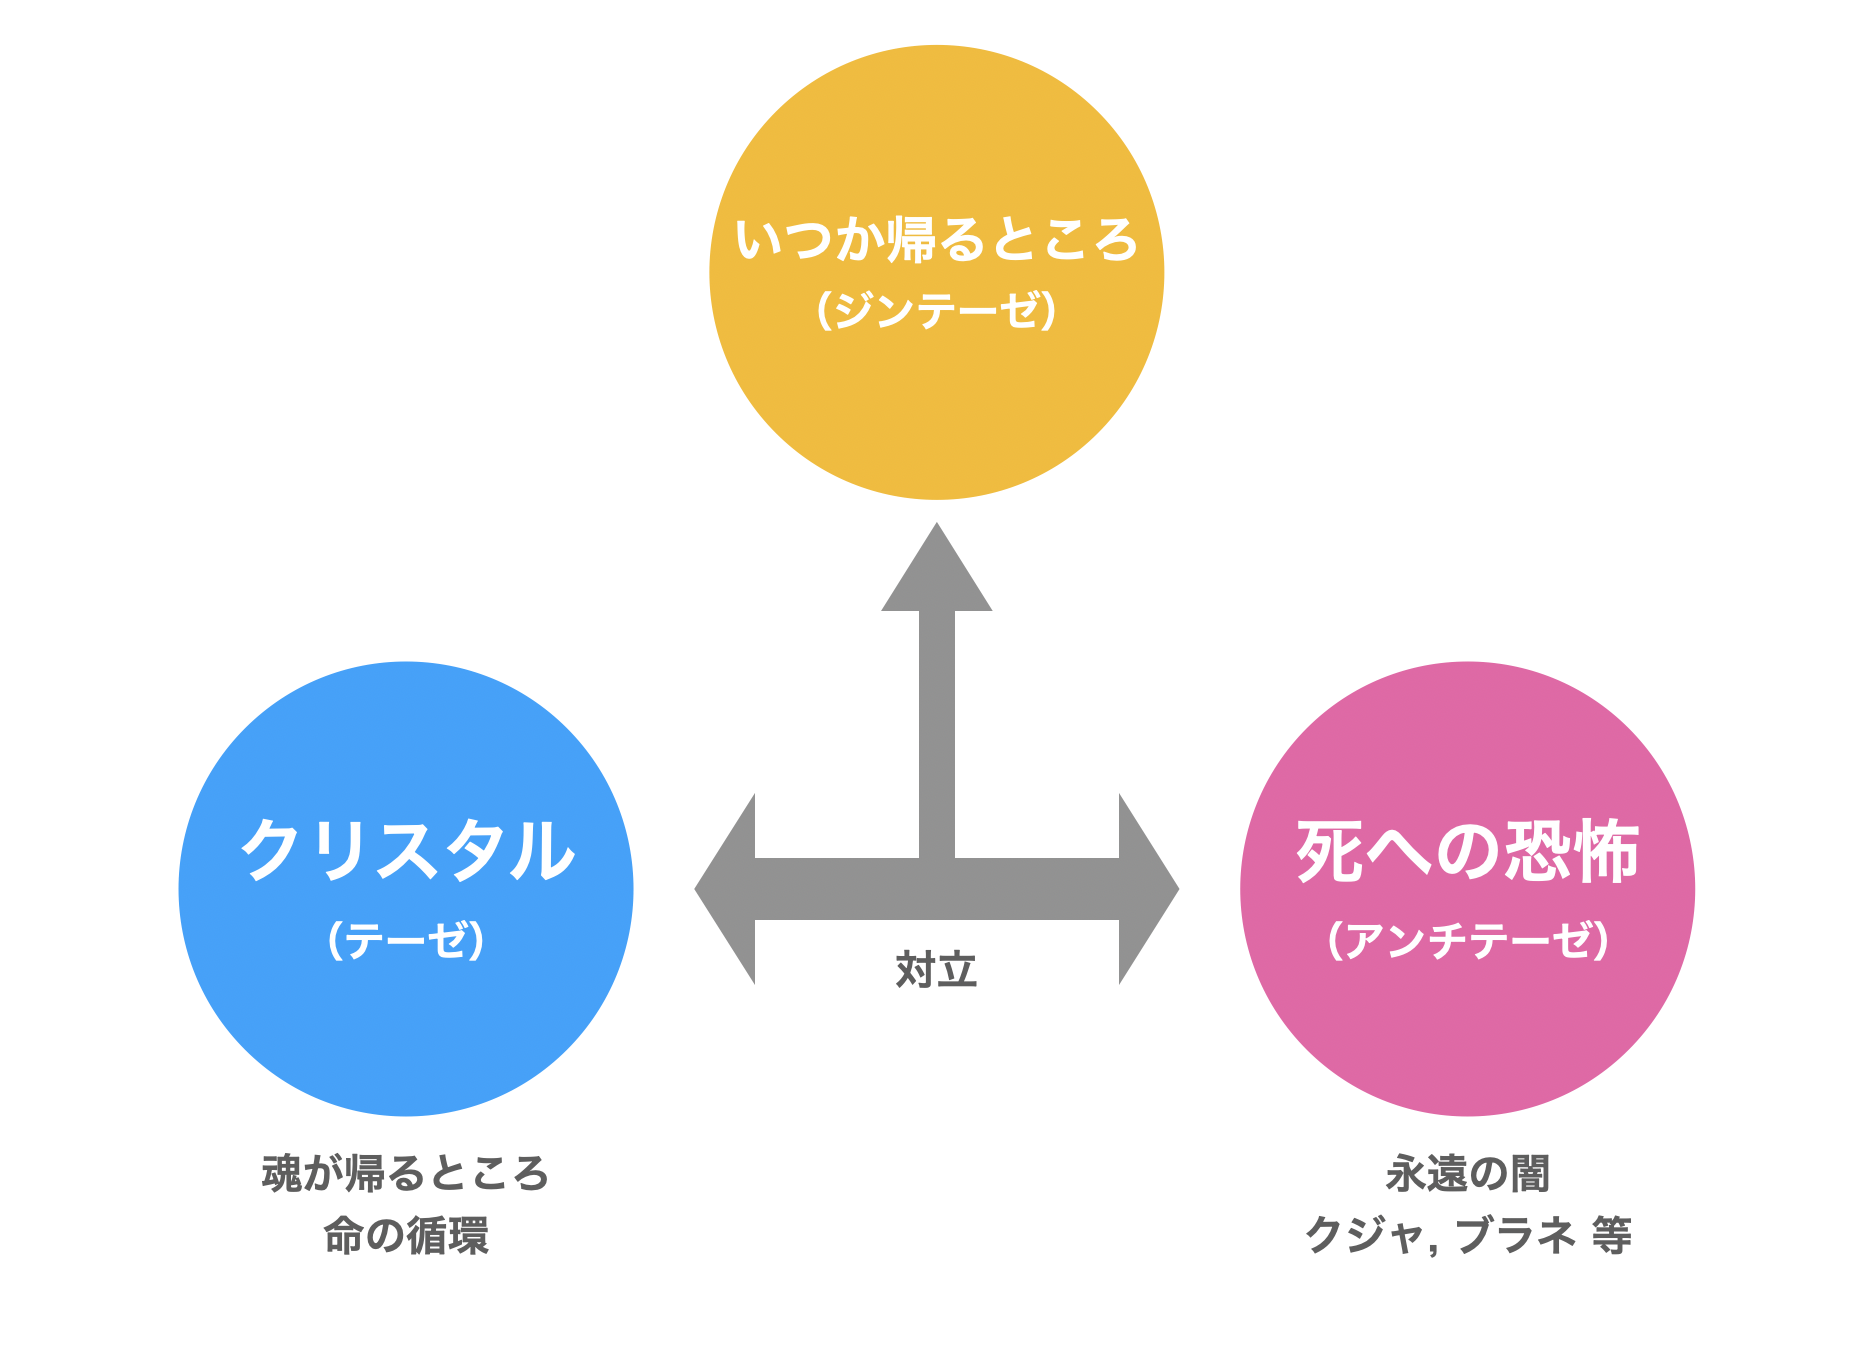 いつか帰るところ
（ジンテーゼ）
クリスタル
（テーゼ）
死への恐怖
（アンチテーゼ）
対立
魂が帰るところ
命の循環
永遠の闇
クジャ, ブラネ 等